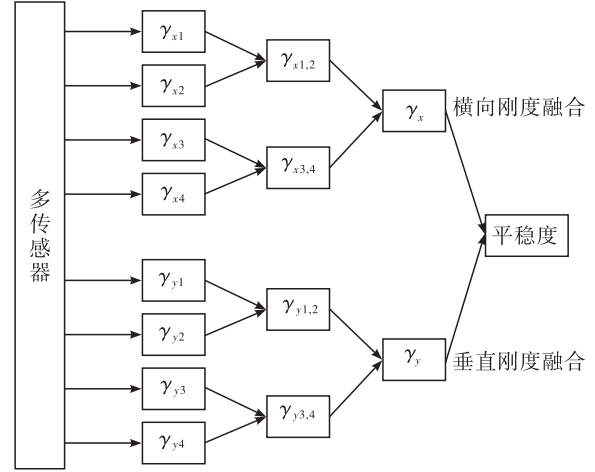 多传感器
γx1
γx2
γx3
γx4
γy1
γy2
γy3
γy4
γx1,2
γx3,4
γy1,2
γy3,4
γx
横向刚度融合
γy
垂直刚度融合
平稳度